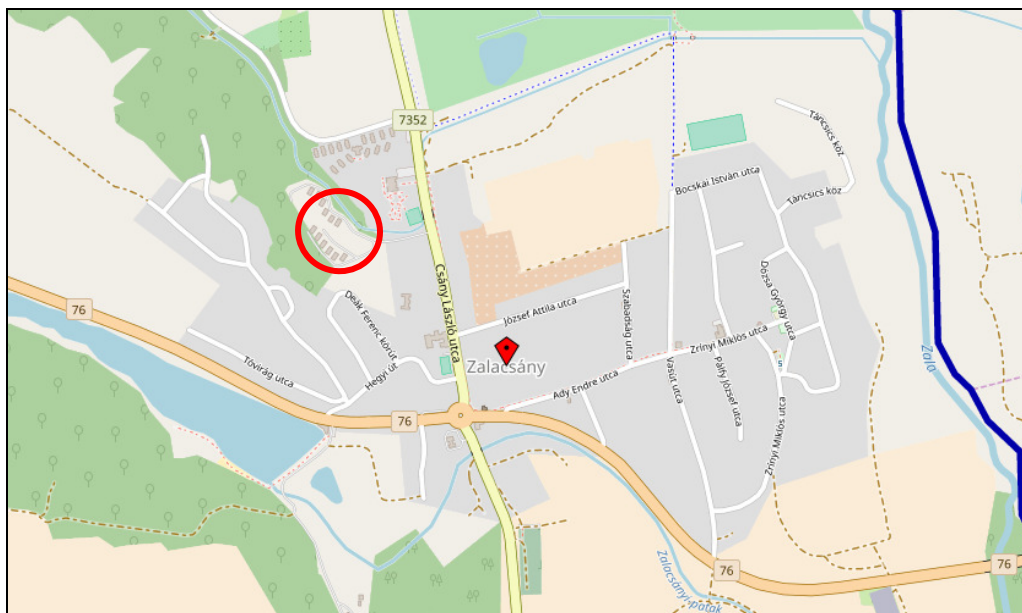 7352
Táncsics köz
Bocskai István utca
Táncsics köz
Csány László utca
Dózsa György utca
76
Deák Ferenc körút
József Attila utca
Szabadság utca
Zrínyi Miklós utca
Zala
Tóvirág utca
Hegyi út
Zalacsány
Vasút utca
Pálfy József utca
Ady Endre utca
76
Zrínyi Miklós utca
Zalacsányi-patak
76
76